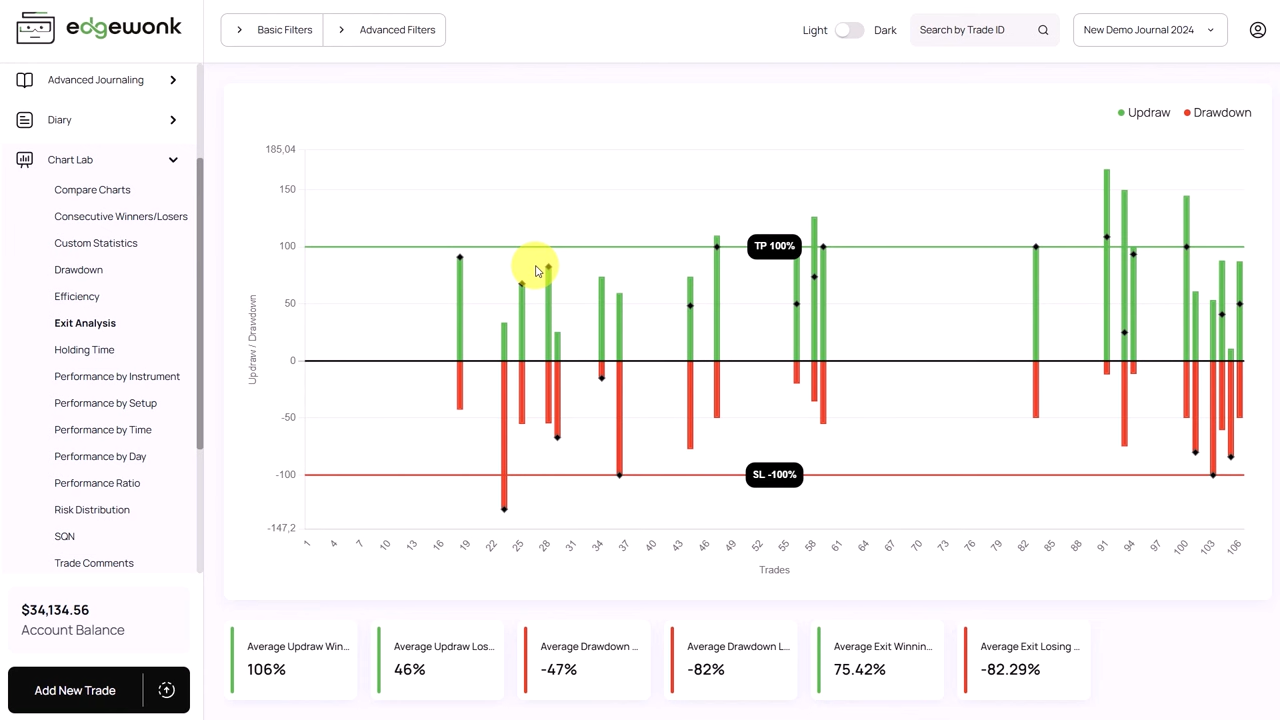 edgewonk
Basic Filters
Advanced Filters
Light
Dark
Search by Trade ID
New Demo Journal 2024
Advanced Journaling
Diary
Chart Lab
Compare Charts
Consecutive Winners/Losers
Custom Statistics
Drawdown
Efficiency
Exit Analysis
Holding Time
Performance by Instrument
Performance by Setup
Performance by Time
Performance by Day
Performance Ratio
Risk Distribution
SQN
Trade Comments
$34,134.56
Account Balance
Add New Trade
Updraw
Drawdown
185,04
150
100
50
0
-50
-100
-147,2
Updraw / Drawdown
TP 100%
SL -100%
1 4 7 10 13 16 19 22 25 28 31 34 37 40 43 46 49 52 55 58 61 64 67 70 73 76 79 82 85 88 91 94 97 100 103 106
Trades
Average Updraw Win...
106%
Average Updraw Los...
46%
Average Drawdown ...
-47%
Average Drawdown L...
-82%
Average Exit Winnin...
75.42%
Average Exit Losing ...
-82.29%